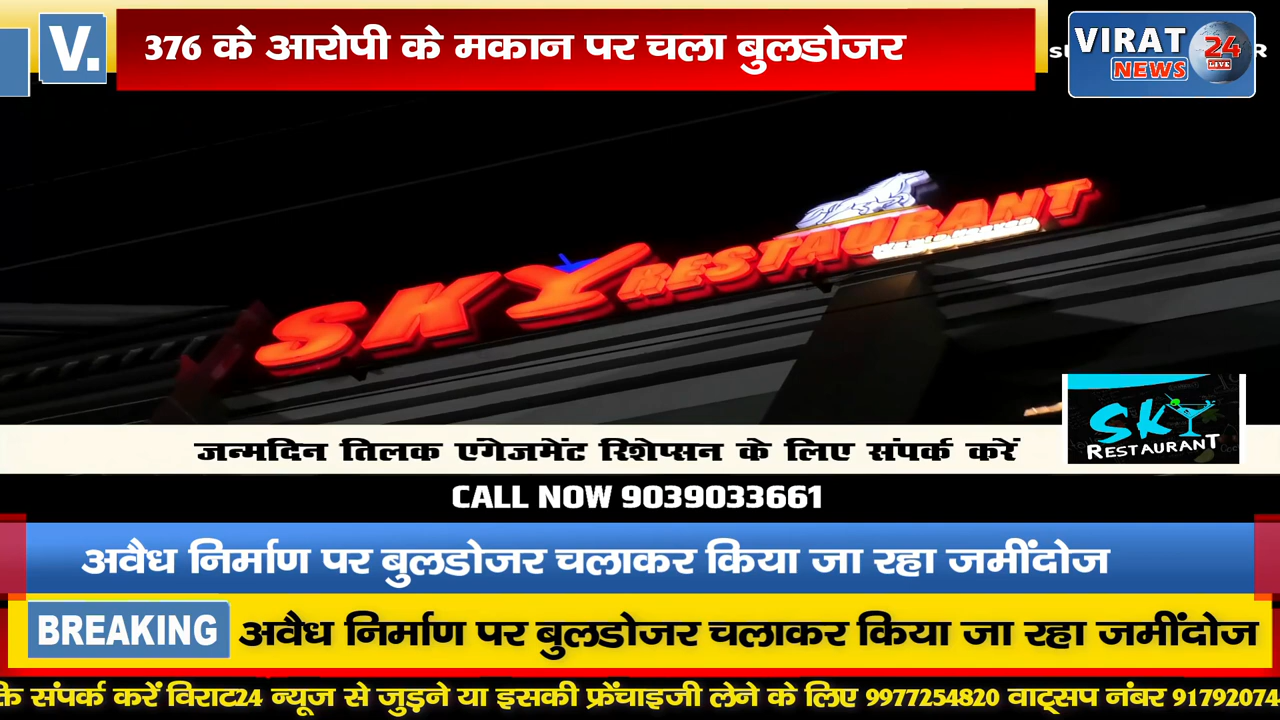 V.
376 के आरोपी के मकान पर चला बुलडोजर
VIRAT
NEWS
24
LIVE
SKY RESTAURANT
जन्मदिन तिलक एंगेजमेंट रिशेप्सन के लिए संपर्क करें
SKY
RESTAURANT
CALL NOW 9039033661
अवैध निर्माण पर बुलडोजर चलाकर किया जा रहा जमींदोज
BREAKING अवैध निर्माण पर बुलडोजर चलाकर किया जा रहा जमींदोज
संपर्क करें विराट24 न्यूज से जुड़ने या इसकी फ्रेंचाइजी लेने के लिए 9977254820 वाट्सप नंबर 91792074